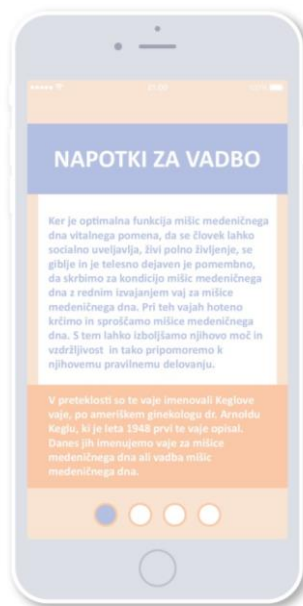 21:00
100%
NAPOTKI ZA VADBO
Ker je optimalna funkcija mišic medeničnega
dna vitalnega pomena, da se človek lahko
socialno uveljavlja, živi polno življenje, se
giblje in je telesno dejaven je pomembno,
da skrbimo za kondicijo mišic medeničnega
dna z rednim izvajanjem vaj za mišice
medeničnega dna. Pri teh vajah hoteno
krčimo in sproščamo mišice medeničnega
dna. S tem lahko izboljšamo njihovo moč in
vzdržljivost in tako pripomoremo k
njihovemu pravilnemu delovanju.
V preteklosti so te vaje imenovali Keglove
vaje, po ameriškem ginekologu dr. Arnoldu
Keglu, ki je leta 1948 prvi te vaje opisal.
Danes jih imenujemo vaje za mišice
medeničnega dna ali vadba mišic
medeničnega dna.